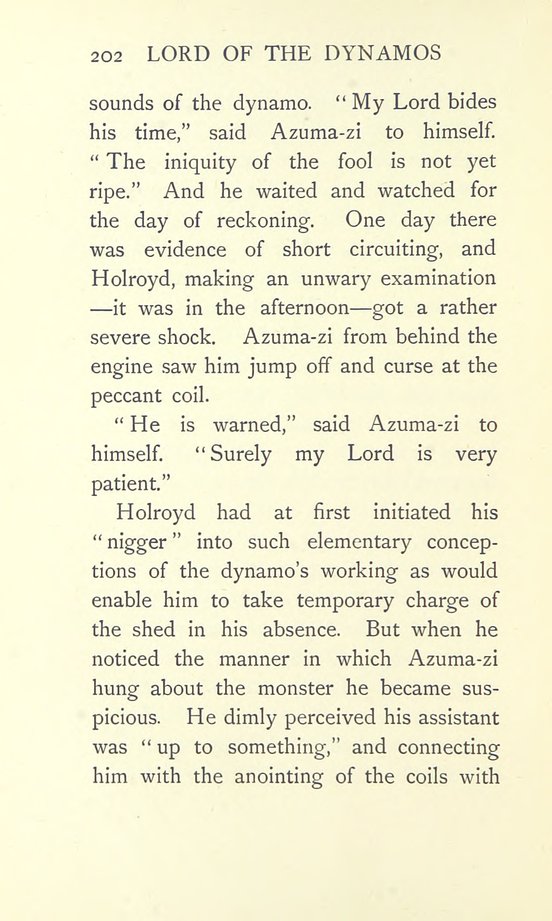 202 LORD OF THE DYNAMOS
sounds of the dynamo. “ My Lord bides
his time,” said Azuma-zi to himself.
“ The iniquity of the fool is not yet
ripe.” And he waited and watched for
the day of reckoning. One day there
was evidence of short circuiting, and
Holroyd, making an unwary examination
—it was in the afternoon—got a rather
severe shock. Azuma-zi from behind the
engine saw him jump off and curse at the
peccant coil.
“ He is warned,” said Azuma-zi to
himself. “ Surely my Lord is very
patient.”
Holroyd had at first initiated his
“ nigger ” into such elementary concep-
tions of the dynamo’s working as would
enable him to take temporary charge of
the shed in his absence. But when he
noticed the manner in which Azuma-zi
hung about the monster he became sus-
picious. He dimly perceived his assistant
was “ up to something,” and connecting
him with the anointing of the coils with